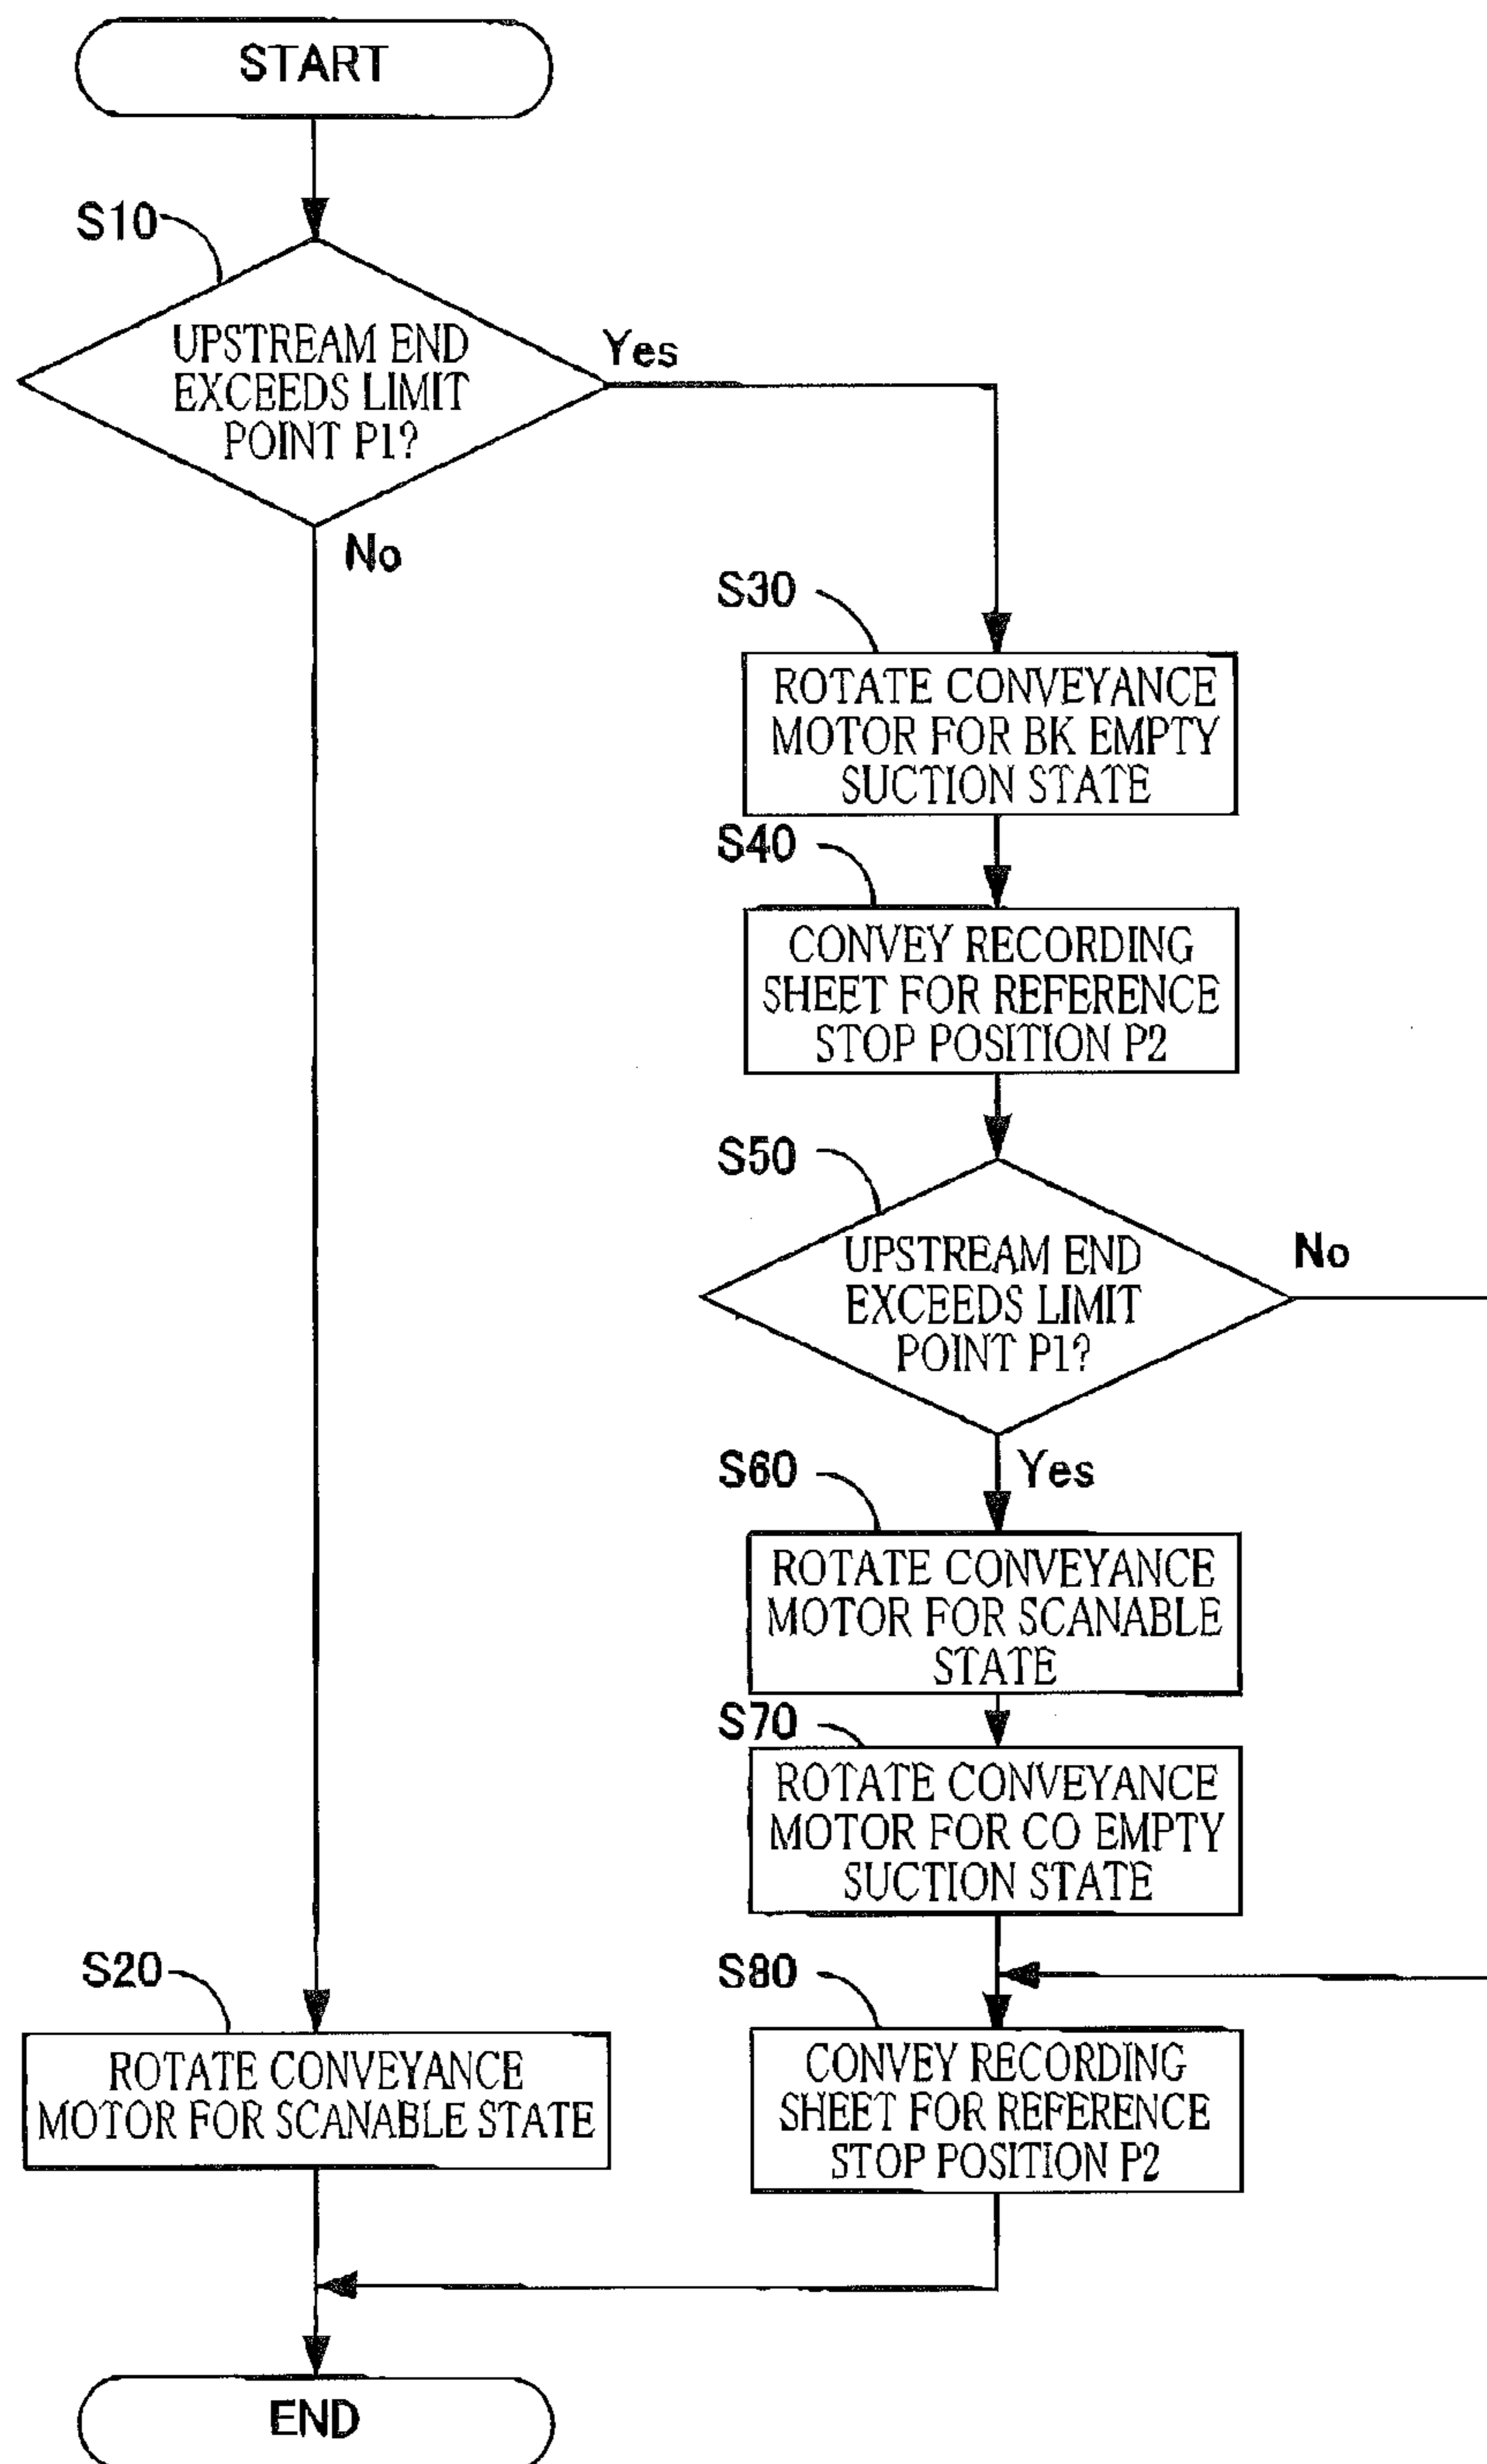 START
S10
UPSTREAM END
EXCEEDS LIMIT
POINT P1?
Yes
No
S30
ROTATE CONVEYANCE
MOTOR FOR BK EMPTY
SUCTION STATE
S40
CONVEY RECORDING
SHEET FOR REFERENCE
STOP POSITION P2
S50
UPSTREAM END
EXCEEDS LIMIT
POINT P1?
No
Yes
S60
ROTATE CONVEYANCE
MOTOR FOR SCANABLE
STATE
S70
ROTATE CONVEYANCE
MOTOR FOR CO EMPTY
SUCTION STATE
S20
ROTATE CONVEYANCE
MOTOR FOR SCANABLE STATE
S80
CONVEY RECORDING
SHEET FOR REFERENCE
STOP POSITION P2
END